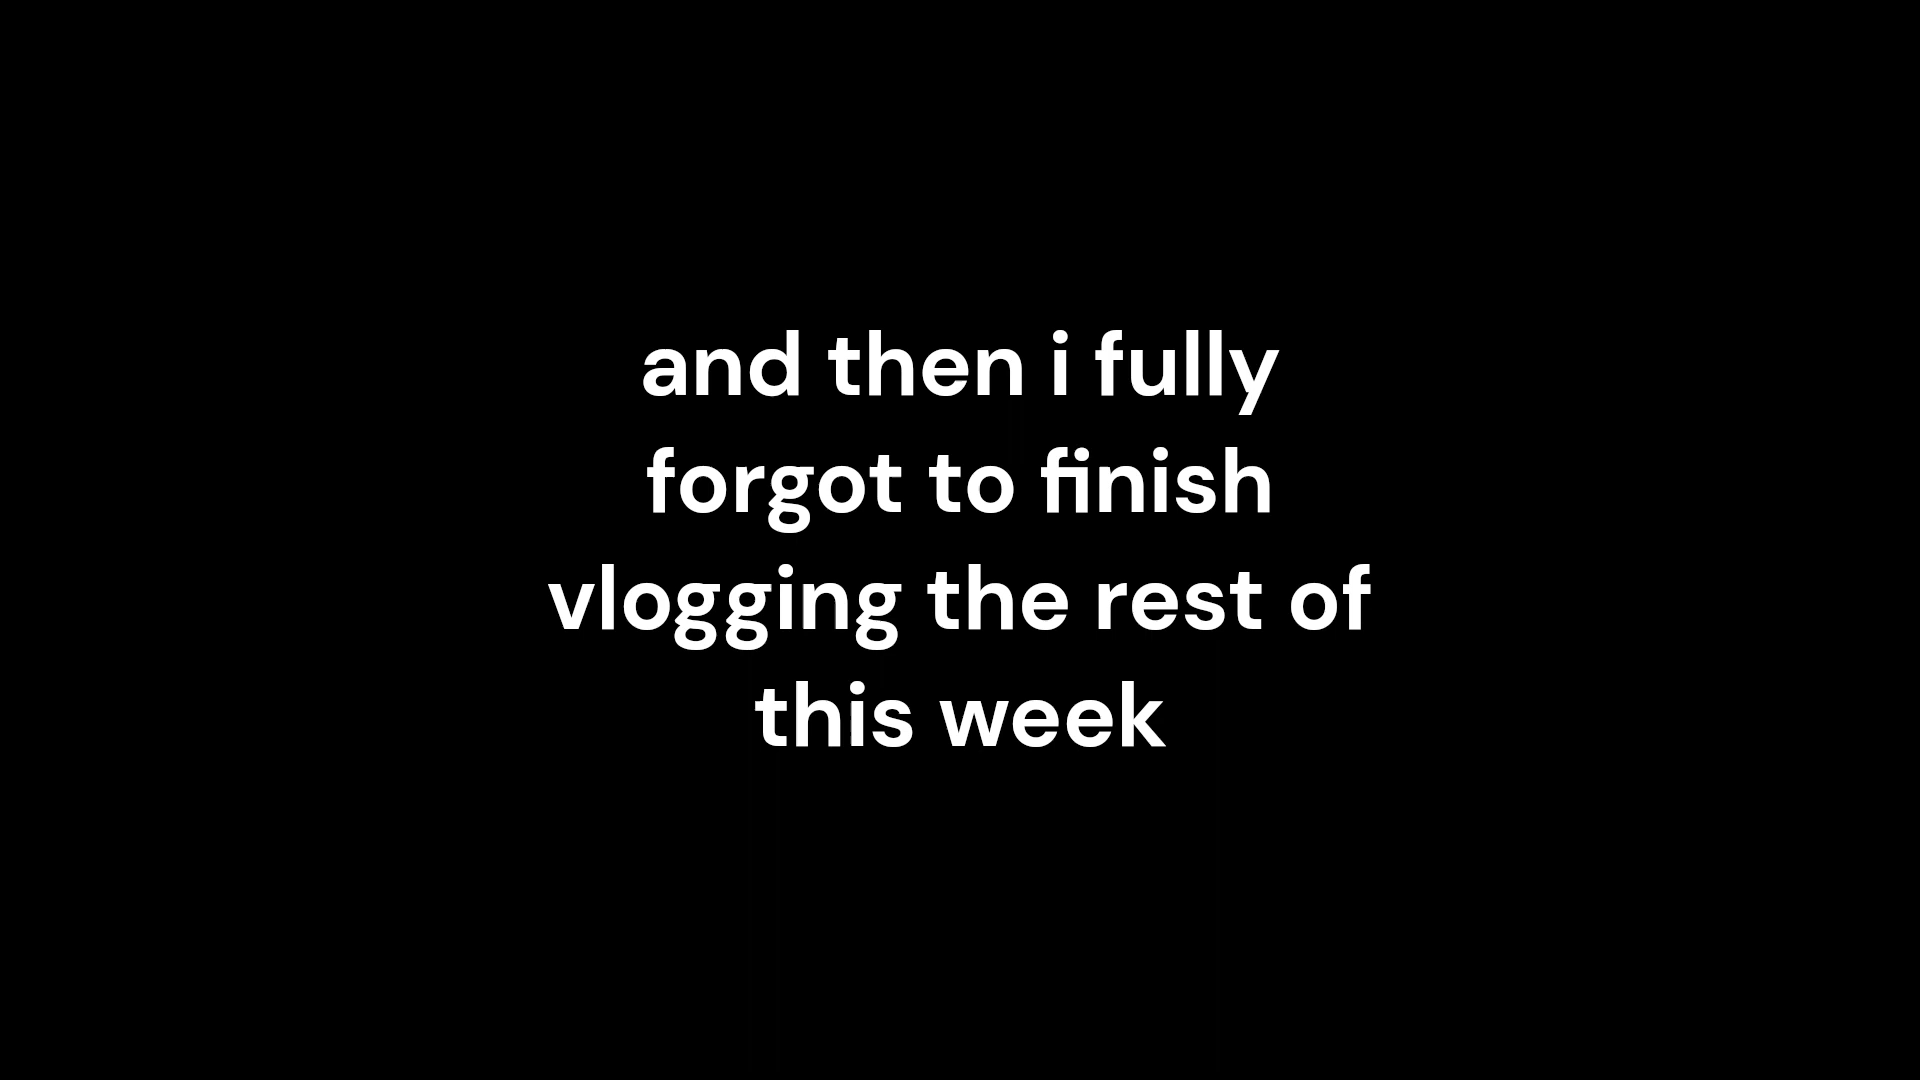 and then i fully
forgot to finish
vlogging the rest of
this week